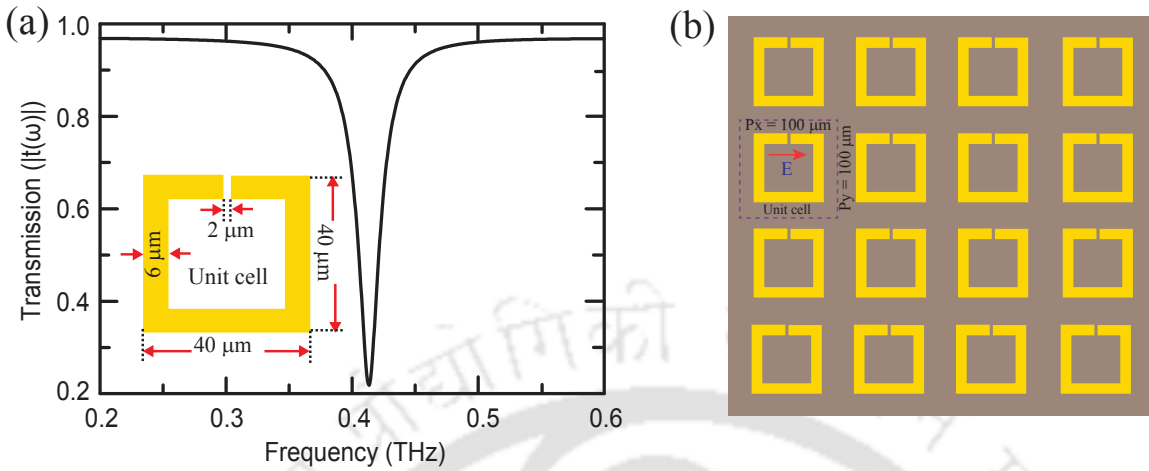 (a)
Transmission (|t(ω)|)
1.0
0.8
0.6
0.4
0.2
0.2
0.3
0.4
0.5
0.6
Frequency (THz)
2 μm
6 μm
Unit cell
40 μm
40 μm
(b)
Px = 100 μm
Py = 100 μm
E
Unit cell
प्रौद्योगिकी